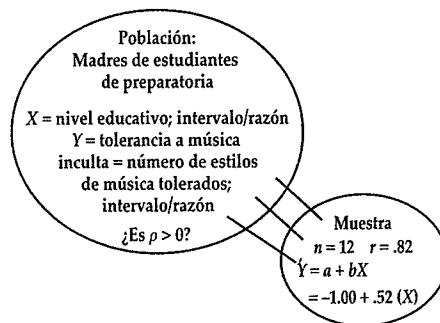 Población:
Madres de estudiantes
de preparatoria
X = nivel educativo; intervalo/razón
Y = tolerancia a música
inculta = número de estilos
de música tolerados;
intervalo/razón
¿Es ρ > 0?
Muestra
n = 12 r = .82
Y = a + bX
= –1.00 + .52 (X)